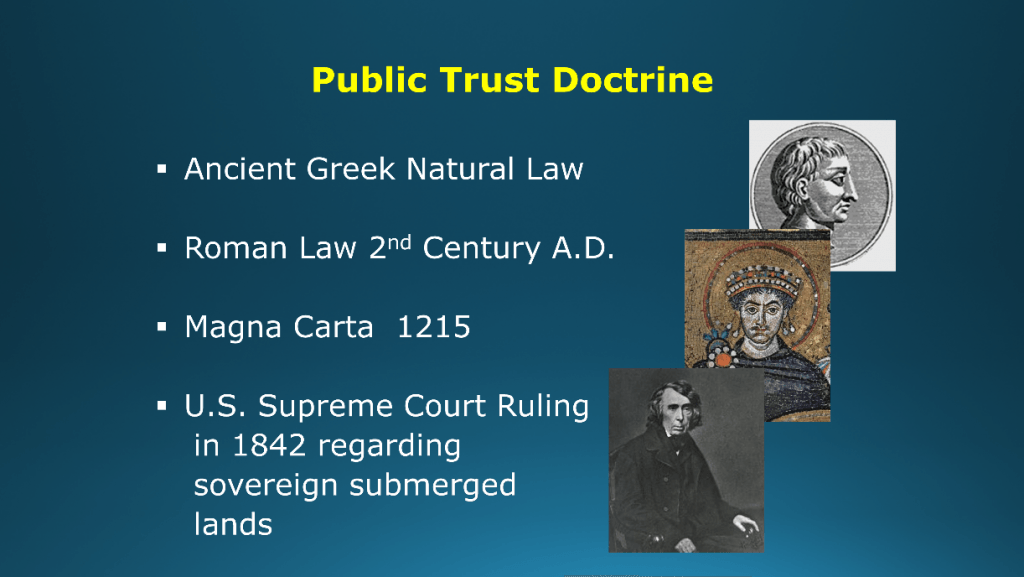 Public Trust Doctrine
▪ Ancient Greek Natural Law
▪ Roman Law 2nd Century A.D.
▪ Magna Carta  1215
▪ U.S. Supreme Court Ruling
in 1842 regarding
sovereign submerged
lands